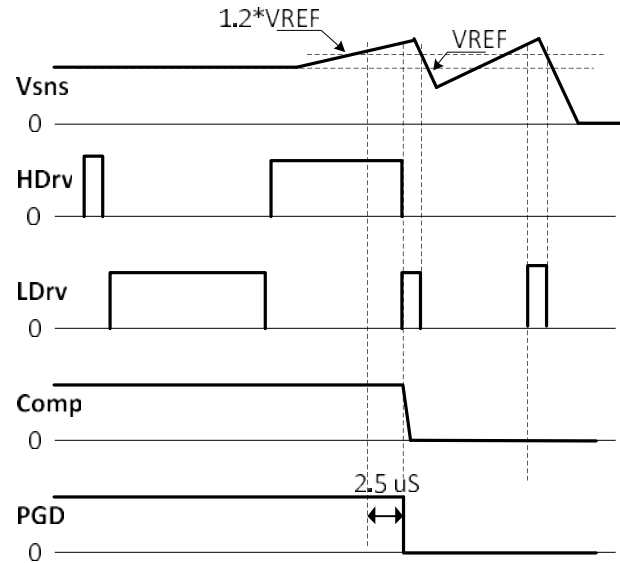 1.2*VREF
VREF
Vsns
0
HDrv
0
LDrv
0
Comp
0
2.5 uS
PGD
0